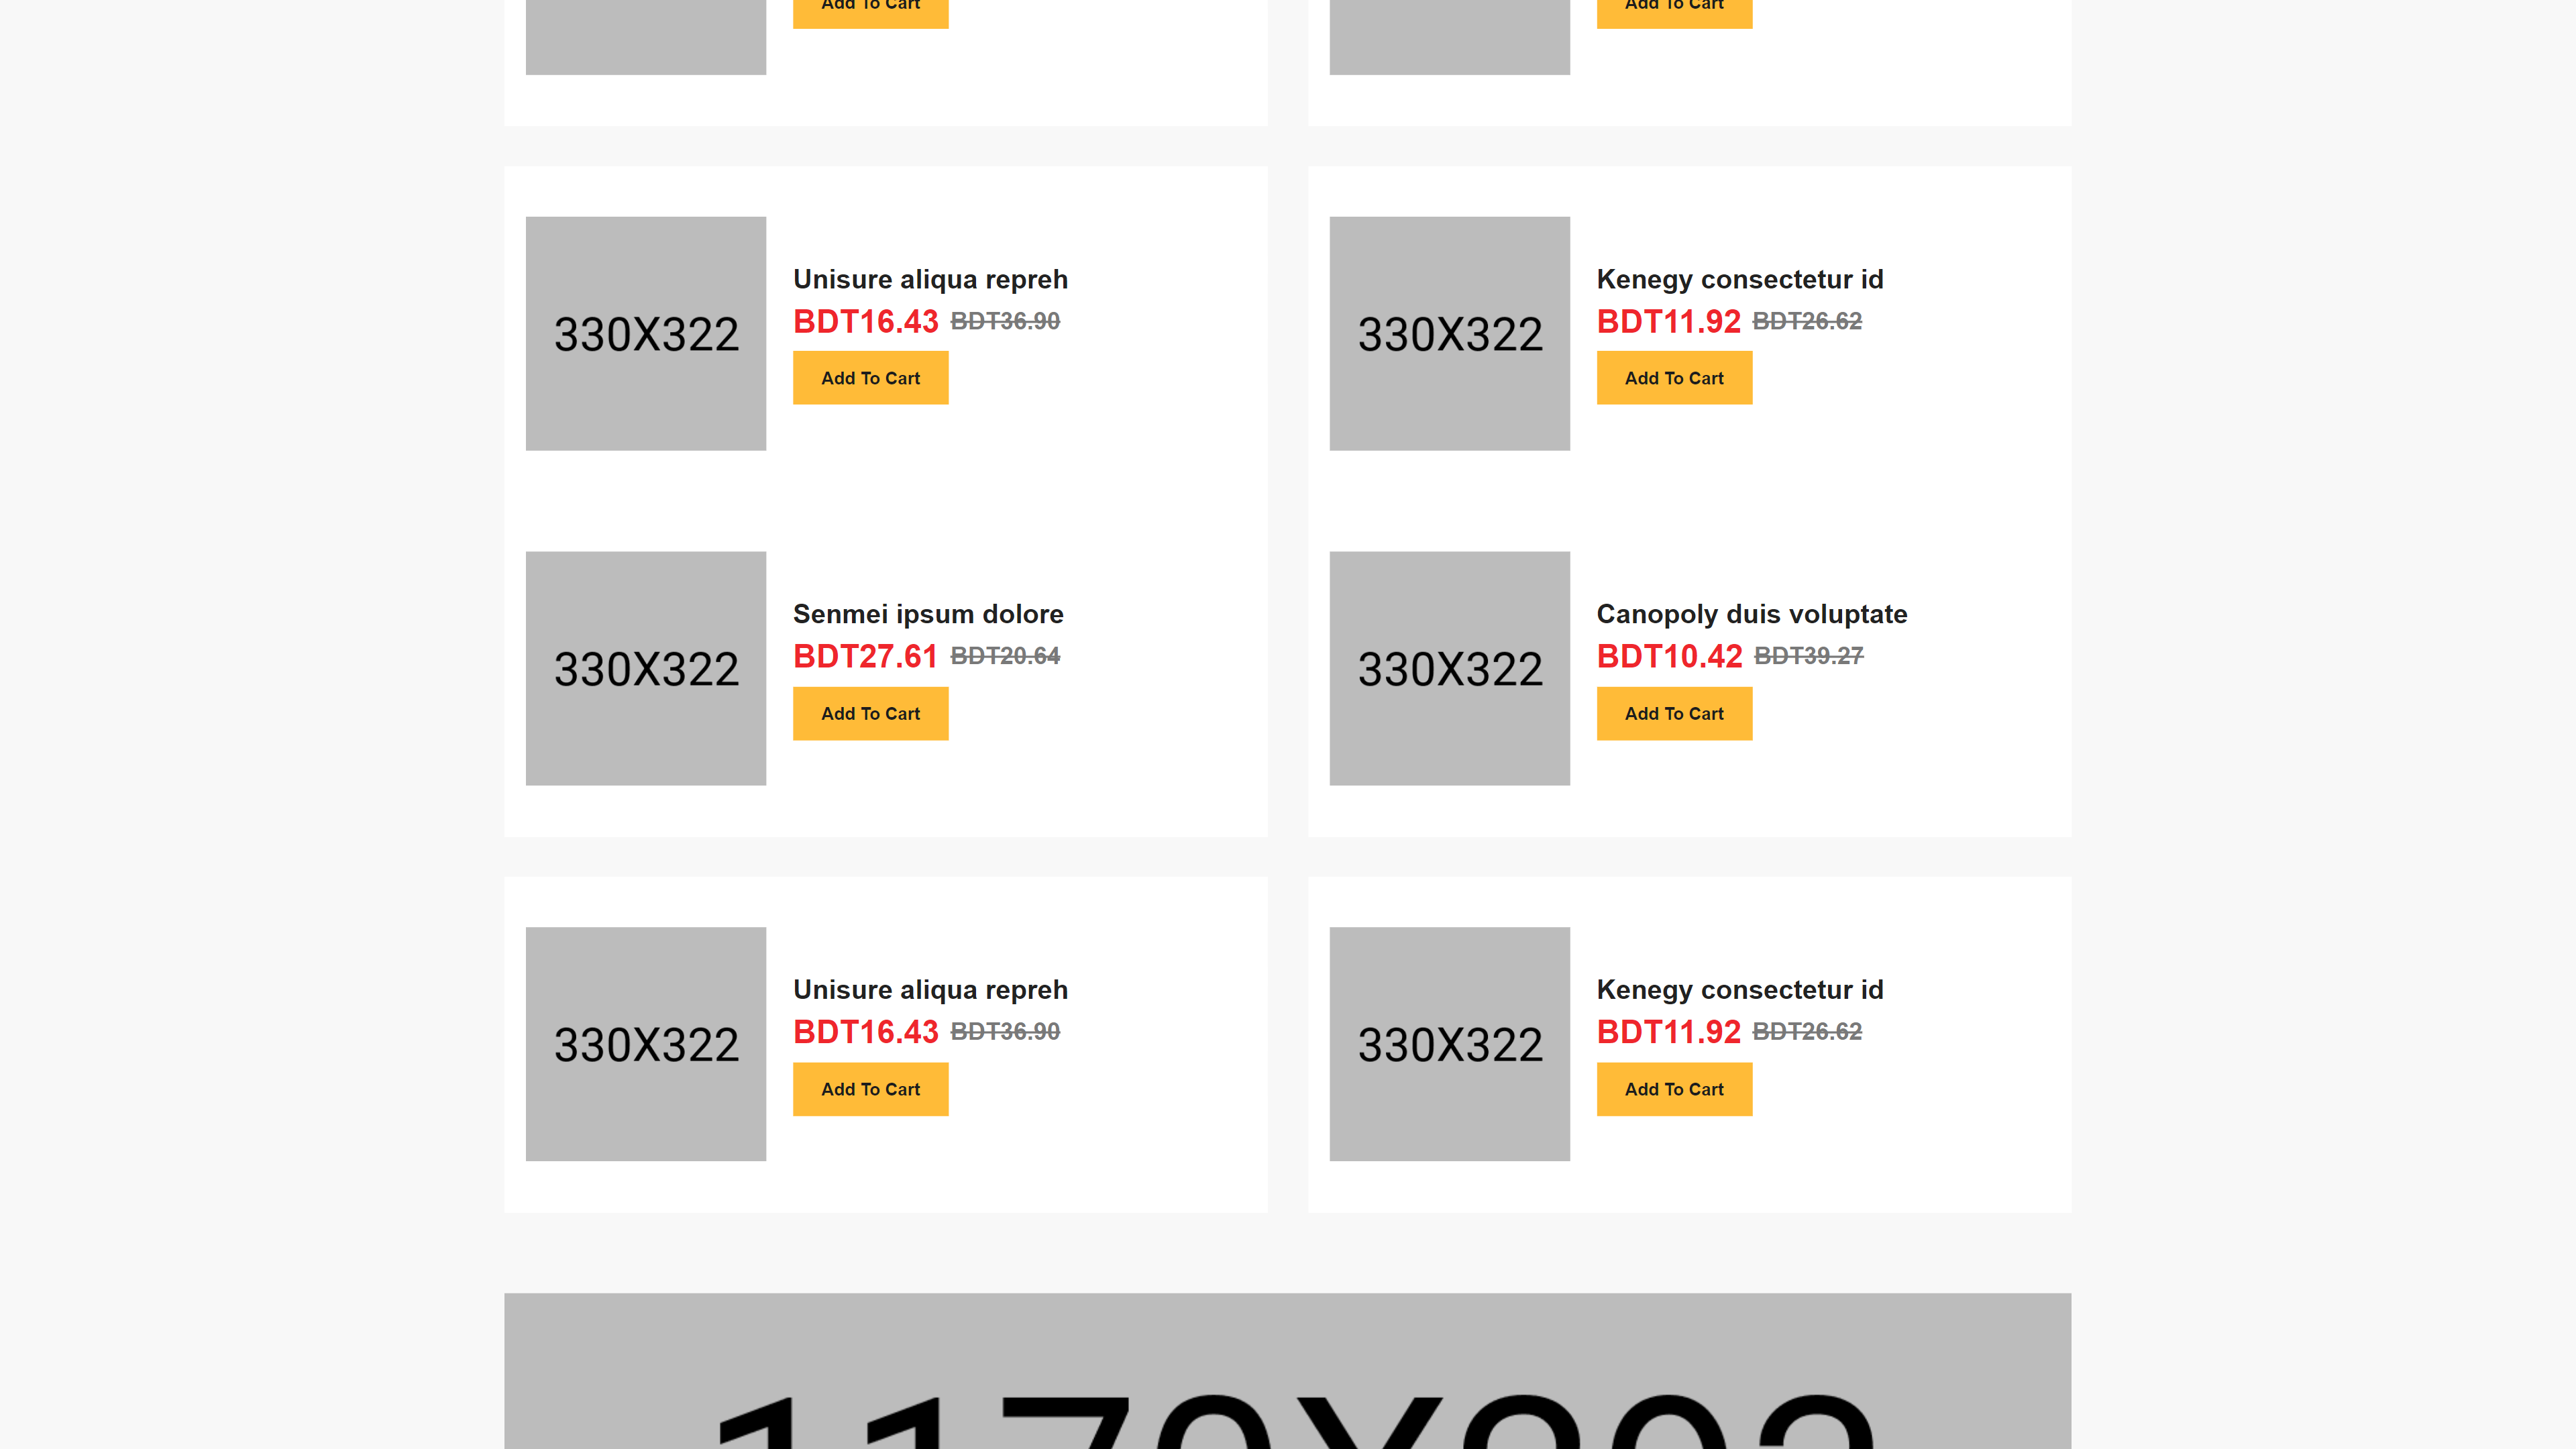 Add To Cart
Add To Cart
330X322
Unisure aliqua repreh
BDT16.43 BDT36.90
Add To Cart
330X322
Kenegy consectetur id
BDT11.92 BDT26.62
Add To Cart
330X322
Senmei ipsum dolore
BDT27.61 BDT20.64
Add To Cart
330X322
Canopoly duis voluptate
BDT10.42 BDT39.27
Add To Cart
330X322
Unisure aliqua repreh
BDT16.43 BDT36.90
Add To Cart
330X322
Kenegy consectetur id
BDT11.92 BDT26.62
Add To Cart